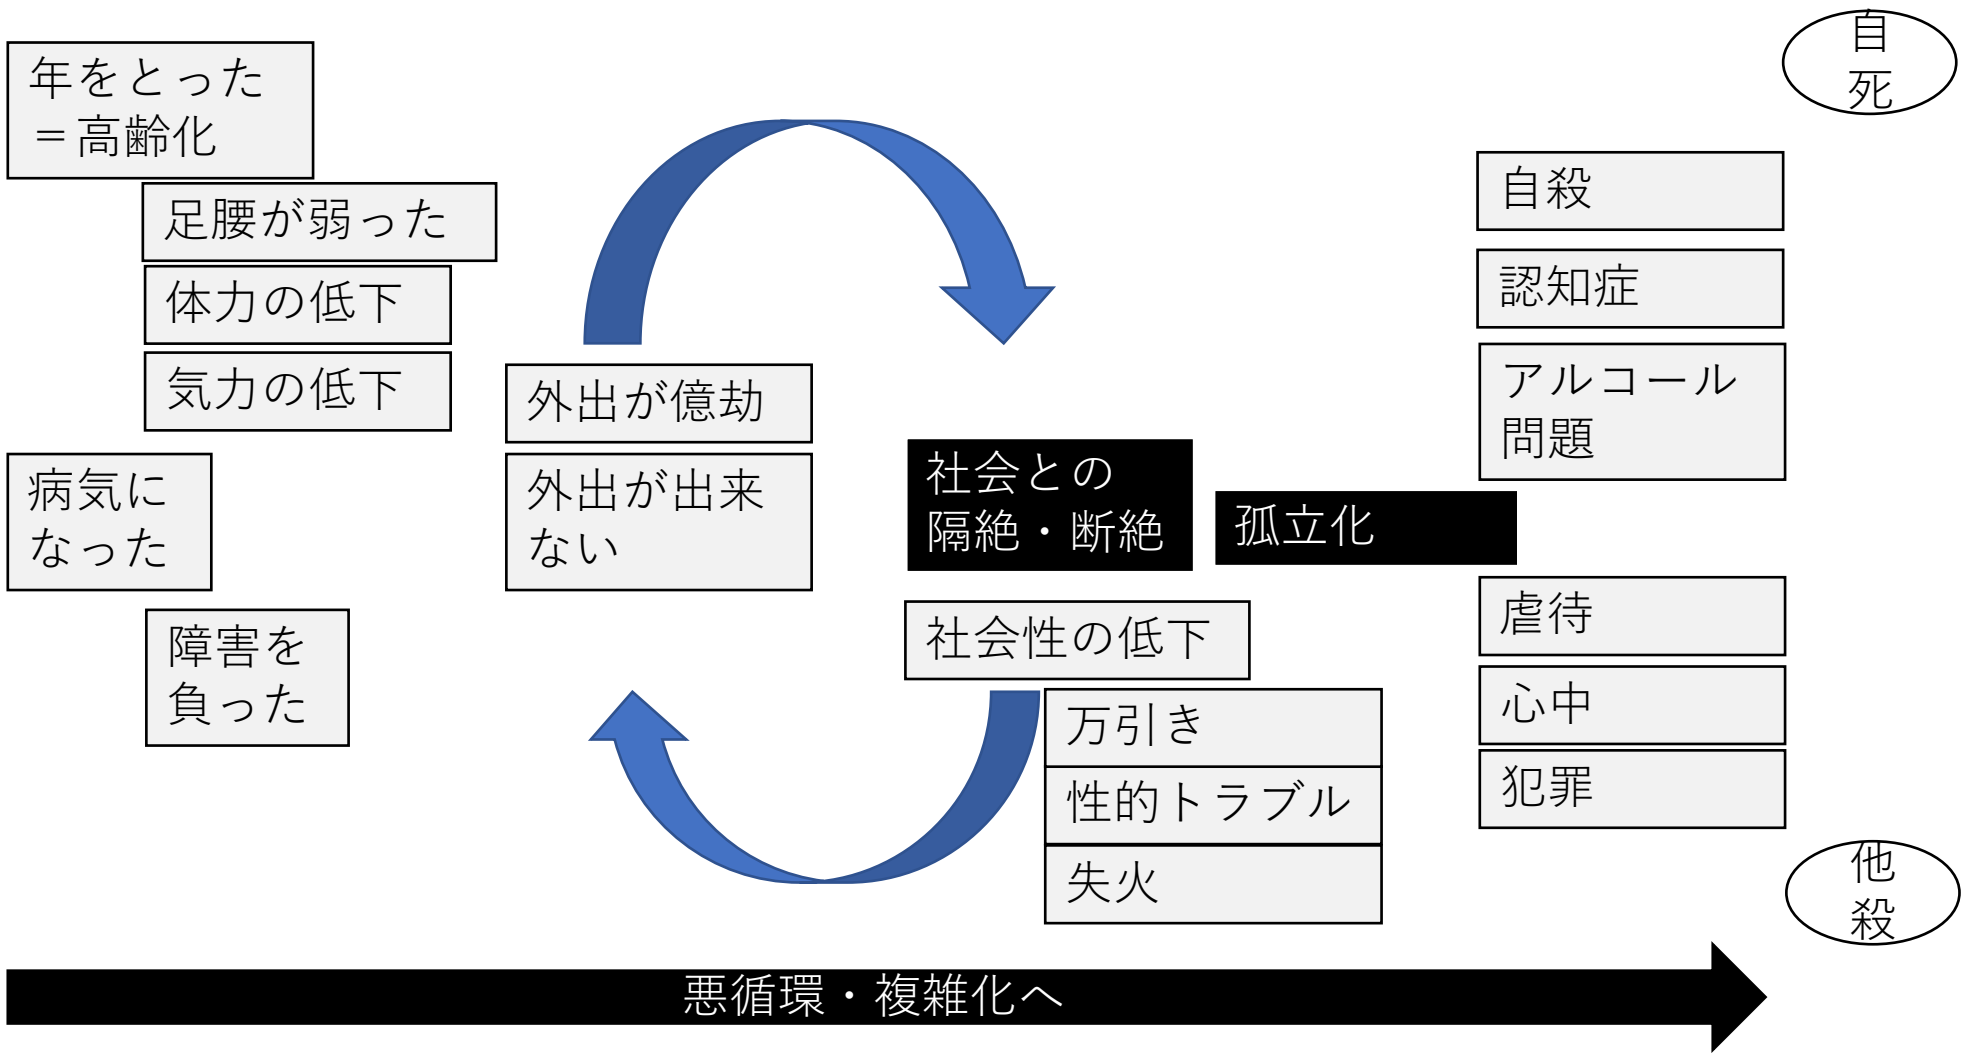 年をとった
＝高齢化
足腰が弱った
体力の低下
気力の低下
病気に
なった
障害を
負った
外出が億劫
外出が出来
ない
社会との
隔絶・断絶
孤立化
社会性の低下
万引き
性的トラブル
失火
自
死
自殺
認知症
アルコール
問題
虐待
心中
犯罪
他
殺
悪循環・複雑化へ